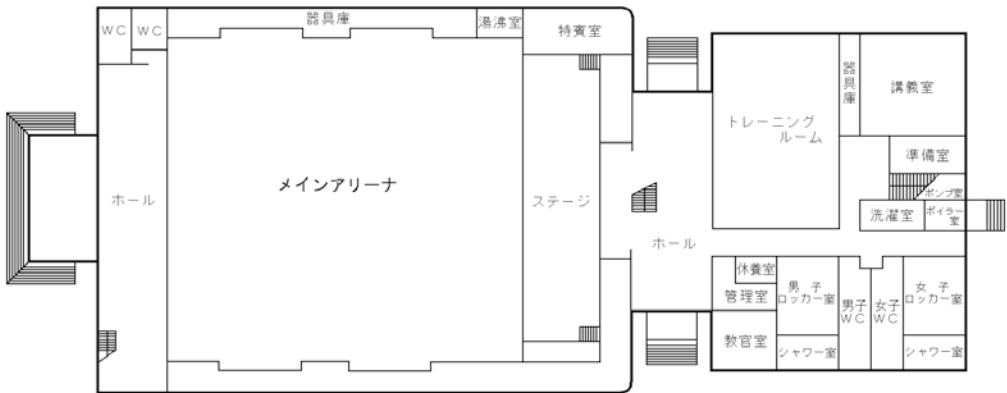 WC
WC
器具庫
湯沸室
特賓室
ホール
メインアリーナ
ステージ
ホール
トレーニング
ルーム
器具庫
講義室
準備室
ポンプ室
洗濯室
ボイラー
室
休養室
管理室
教官室
男子
ロッカー室
シャワー室
男子
WC
女子
WC
女子
ロッカー室
シャワー室